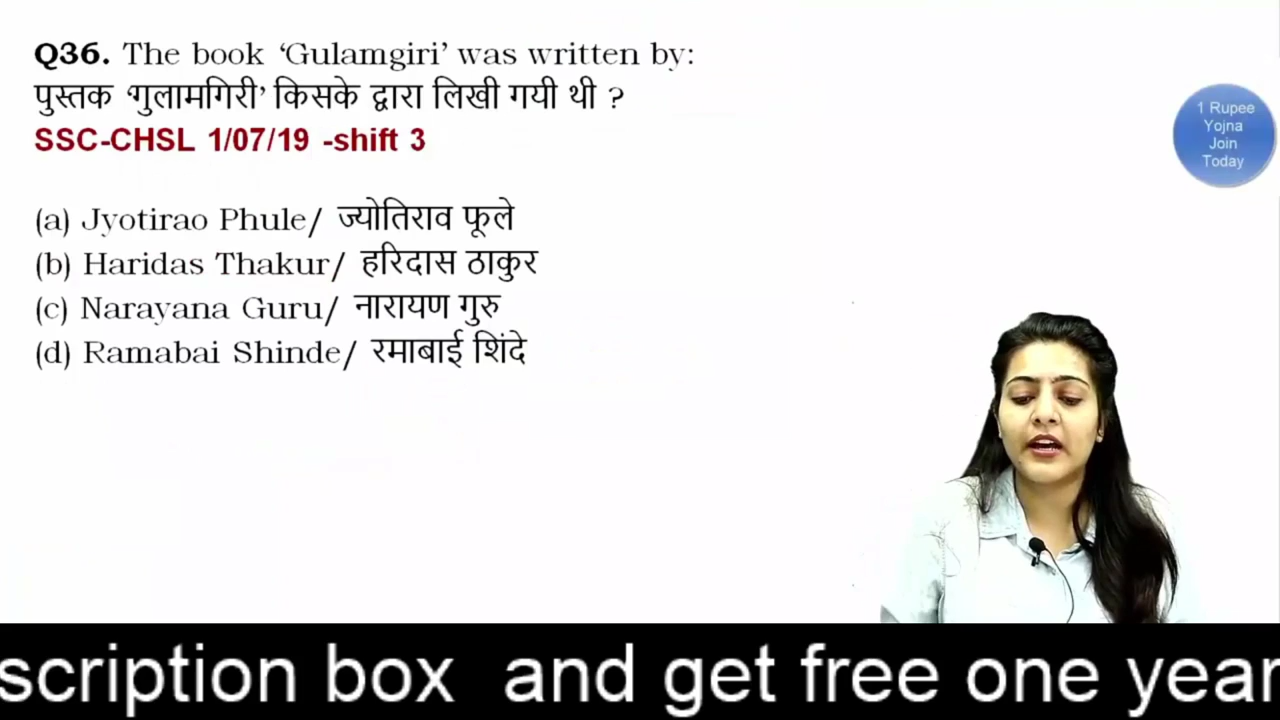 Q36. The book ‘Gulamgiri’ was written by:
पुस्तक ‘गुलामगिरी’ किसके द्वारा लिखी गयी थी ?
SSC-CHSL 1/07/19 -shift 3
1 Rupee
Yojna
Join
Today
(a) Jyotirao Phule/ ज्योतिराव फूले
(b) Haridas Thakur/ हरिदास ठाकुर
(c) Narayana Guru/ नारायण गुरु
(d) Ramabai Shinde/ रमाबाई शिंदे
scription box and get free one year